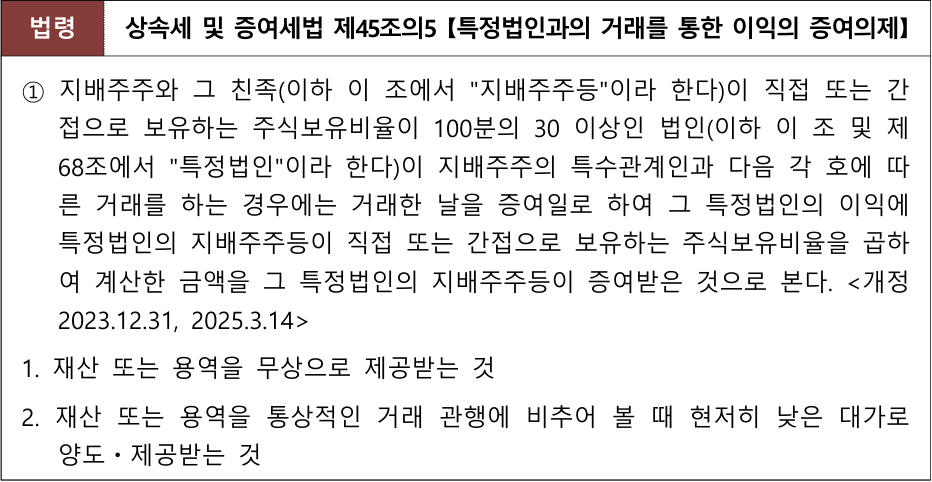 법령
상속세 및 증여세법 제45조의5 【특정법인과의 거래를 통한 이익의 증여의제】
① 지배주주와 그 친족(이하 이 조에서 "지배주주등"이라 한다)이 직접 또는 간
접으로 보유하는 주식보유비율이 100분의 30 이상인 법인(이하 이 조 및 제
68조에서 "특정법인"이라 한다)이 지배주주의 특수관계인과 다음 각 호에 따
른 거래를 하는 경우에는 거래한 날을 증여일로 하여 그 특정법인의 이익에
특정법인의 지배주주등이 직접 또는 간접으로 보유하는 주식보유비율을 곱하
여 계산한 금액을 그 특정법인의 지배주주등이 증여받은 것으로 본다. <개정
2023.12.31, 2025.3.14>
1. 재산 또는 용역을 무상으로 제공받는 것
2. 재산 또는 용역을 통상적인 거래 관행에 비추어 볼 때 현저히 낮은 대가로
양도・제공받는 것